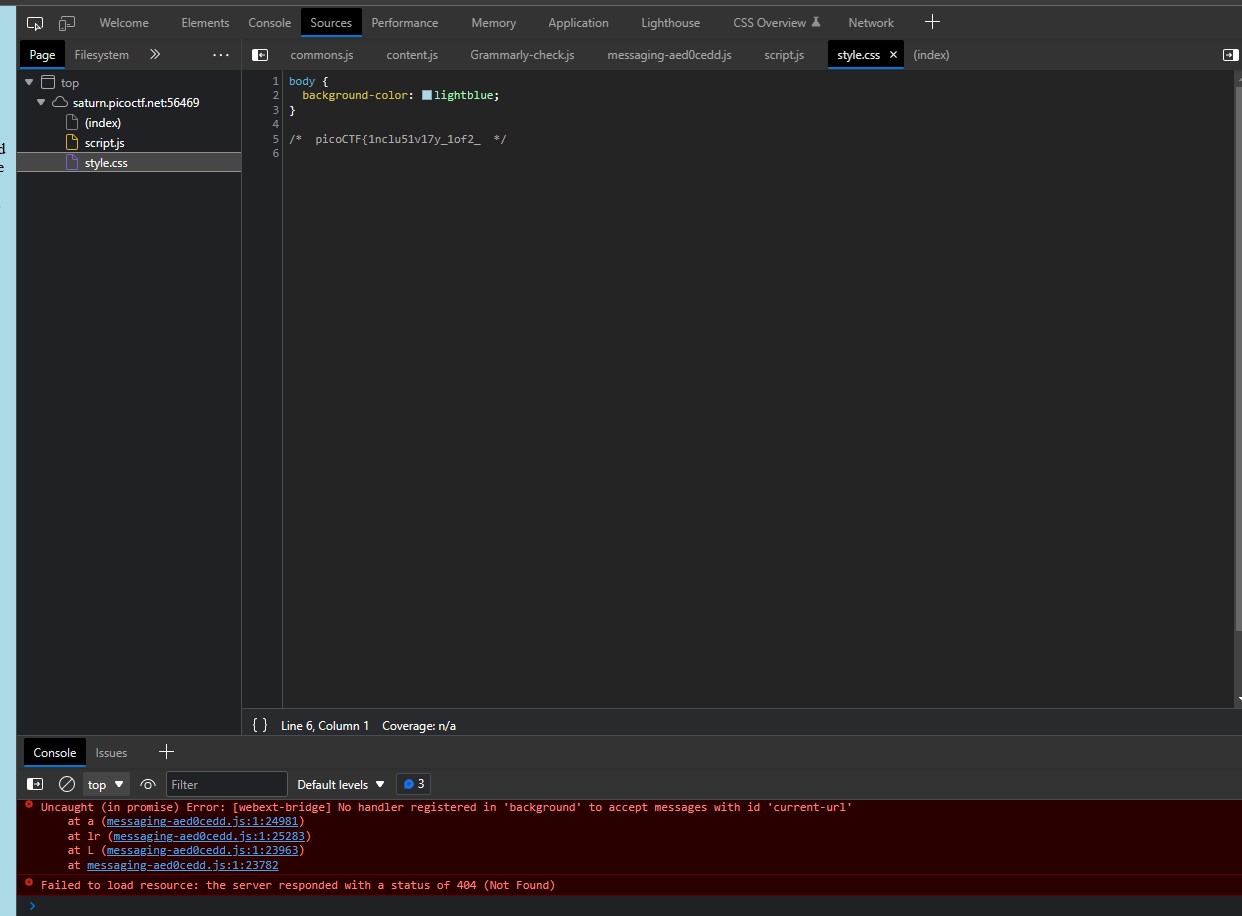 Welcome Elements Console Sources Performance Memory Application Lighthouse CSS Overview Network
Page Filesystem commons.js content.js Grammarly-check.js messaging-aed0cedd.js script.js style.css (index)
top
saturn.picoctf.net:56469
(index)
script.js
style.css
1 body {
2 background-color: lightblue;
3 }
4
5 /* picoCTF{1nclu51v17y_1of2_ */
6
d
e
{ } Line 6, Column 1 Coverage: n/a
Console Issues
top Filter Default levels 3
Uncaught (in promise) Error: [webext-bridge] No handler registered in 'background' to accept messages with id 'current-url'
at a (messaging-aed0cedd.js:1:24981)
at lr (messaging-aed0cedd.js:1:25283)
at L (messaging-aed0cedd.js:1:23963)
at messaging-aed0cedd.js:1:23782
Failed to load resource: the server responded with a status of 404 (Not Found)